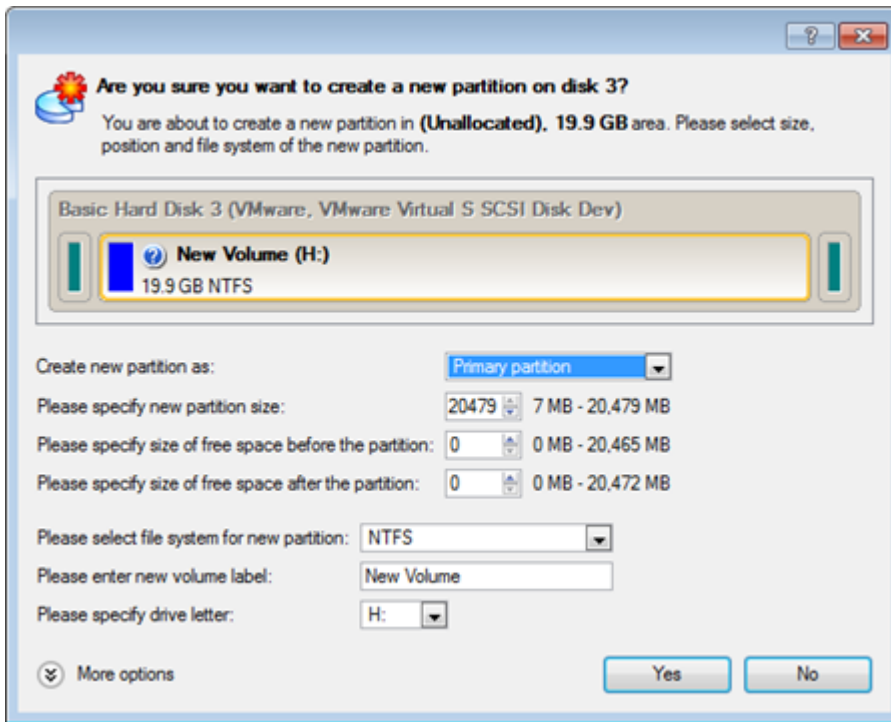 Are you sure you want to create a new partition on disk 3?
You are about to create a new partition in (Unallocated), 19.9 GB area. Please select size,
position and file system of the new partition.
Basic Hard Disk 3 (VMware, VMware Virtual S SCSI Disk Dev)
New Volume (H:)
19.9 GB NTFS
Create new partition as: Primary partition
Please specify new partition size: 20479 7 MB - 20,479 MB
Please specify size of free space before the partition: 0 0 MB - 20,465 MB
Please specify size of free space after the partition: 0 0 MB - 20,472 MB
Please select file system for new partition: NTFS
Please enter new volume label: New Volume
Please specify drive letter: H:
More options Yes No